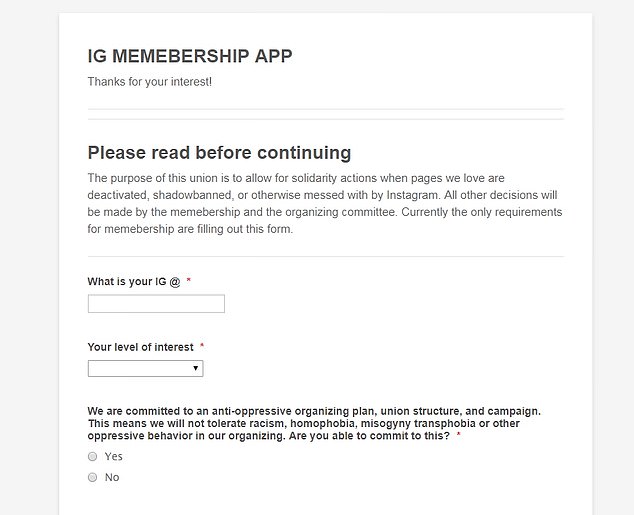 IG MEMEBERSHIP APP
Thanks for your interest!
Please read before continuing
The purpose of this union is to allow for solidarity actions when pages we love are
deactivated, shadowbanned, or otherwise messed with by Instagram. All other decisions will
be made by the memebership and the organizing committee. Currently the only requirements
for memebership are filling out this form.
What is your IG @ *
Your level of interest *
We are committed to an anti-oppressive organizing plan, union structure, and campaign.
This means we will not tolerate racism, homophobia, misogyny transphobia or other
oppressive behavior in our organizing. Are you able to commit to this? *
Yes
No